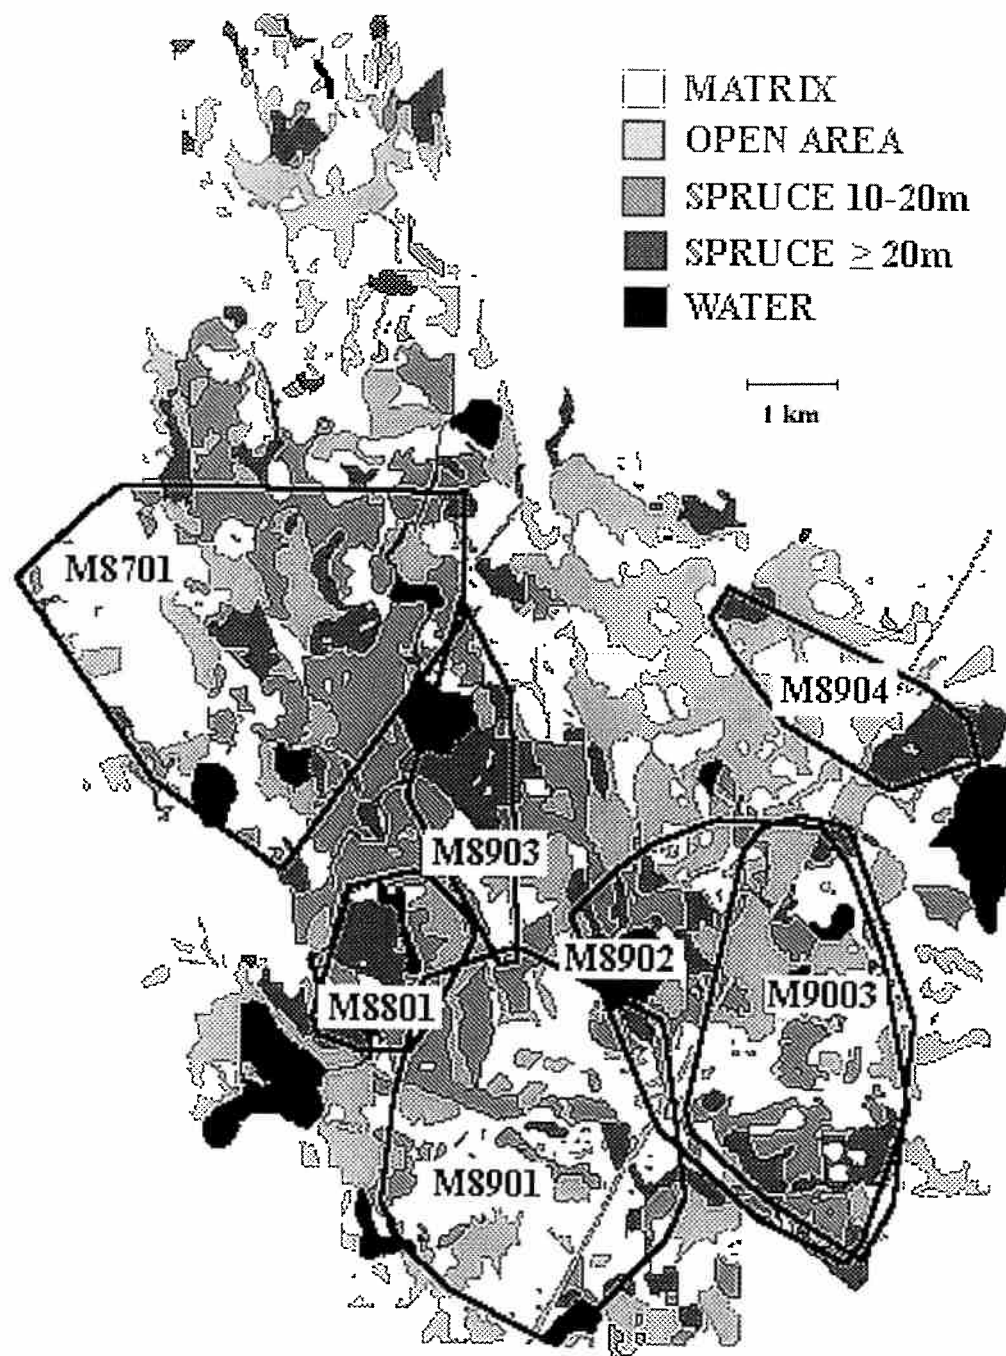 MATRIX
OPEN AREA
SPRUCE 10-20m
SPRUCE ≥ 20m
WATER
1 km
M8701
M8904
M8903
M8902
M9003
M8801
M8901